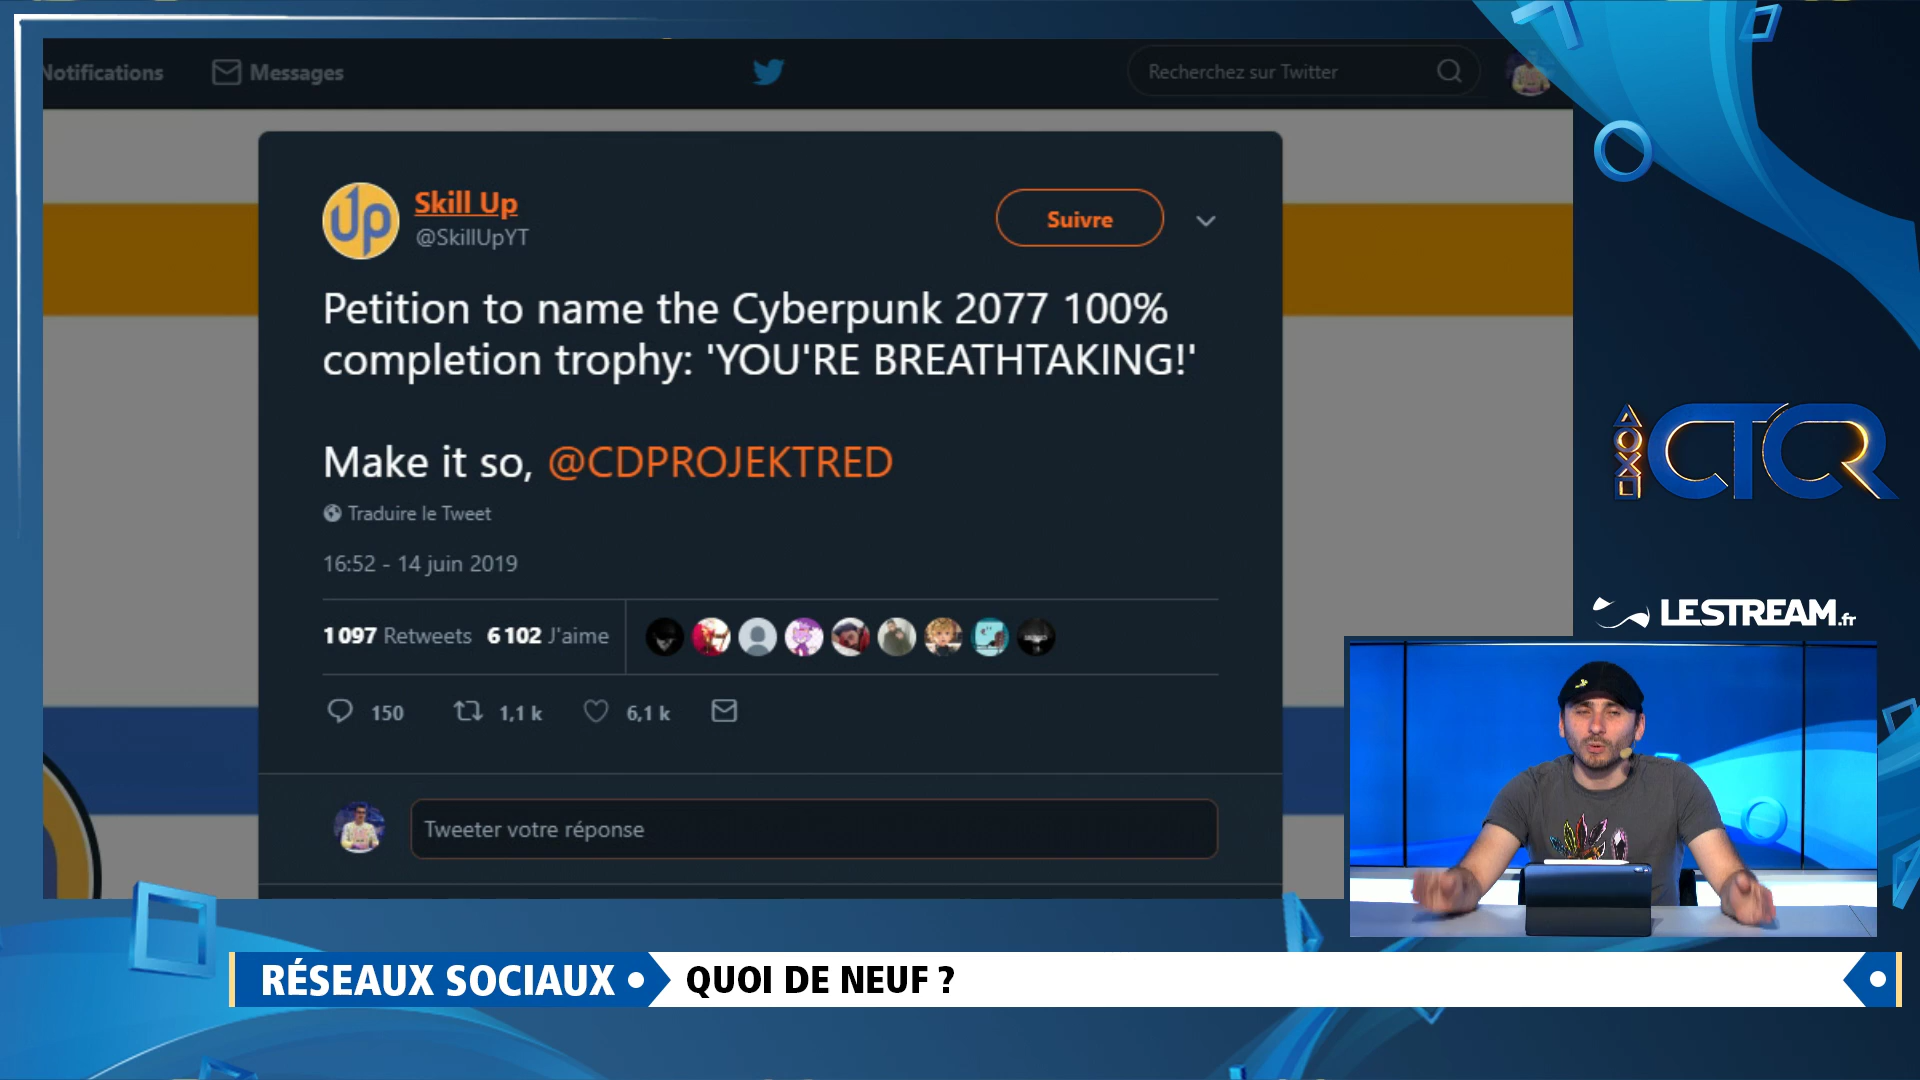 Notifications
Messages
Recherchez sur Twitter
Up
Skill Up
@SkillUpYT
Suivre
Petition to name the Cyberpunk 2077 100%
completion trophy: 'YOU'RE BREATHTAKING!'
Make it so, @CDPROJEKTRED
Traduire le Tweet
16:52 - 14 juin 2019
1 097 Retweets 6 102 J'aime
150 1,1 k 6,1 k
Tweeter votre réponse
CTCR
LESTREAM.fr
RÉSEAUX SOCIAUX • QUOI DE NEUF ?